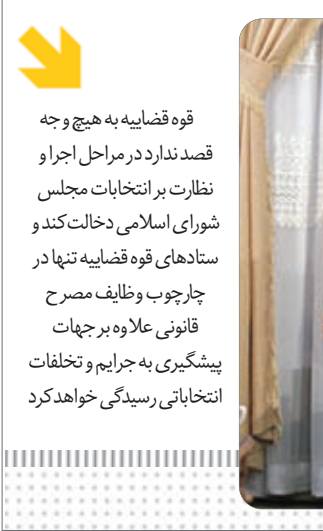 قوه قضاییه به هیچ وجه
قصد ندارد در مراحل اجرا و
نظارت بر انتخابات مجلس
شورای اسلامی دخالت کند و
ستادهای قوه قضاییه تنها در
چارچوب وظایف مصرح
قانونی علاوه بر جهات
پیشگیری به جرایم و تخلفات
انتخاباتی رسیدگی خواهد کرد